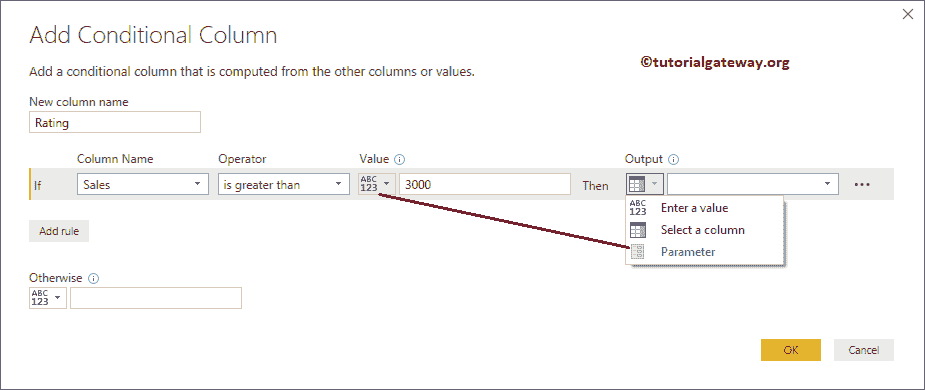 Add Conditional Column
Add a conditional column that is computed from the other columns or values.
©tutorialgateway.org
New column name
Rating
Column Name Operator Value Output
If Sales is greater than ABC 123 3000 Then
ABC 123 Enter a value
Select a column
Parameter
Add rule
Otherwise
ABC 123
OK Cancel